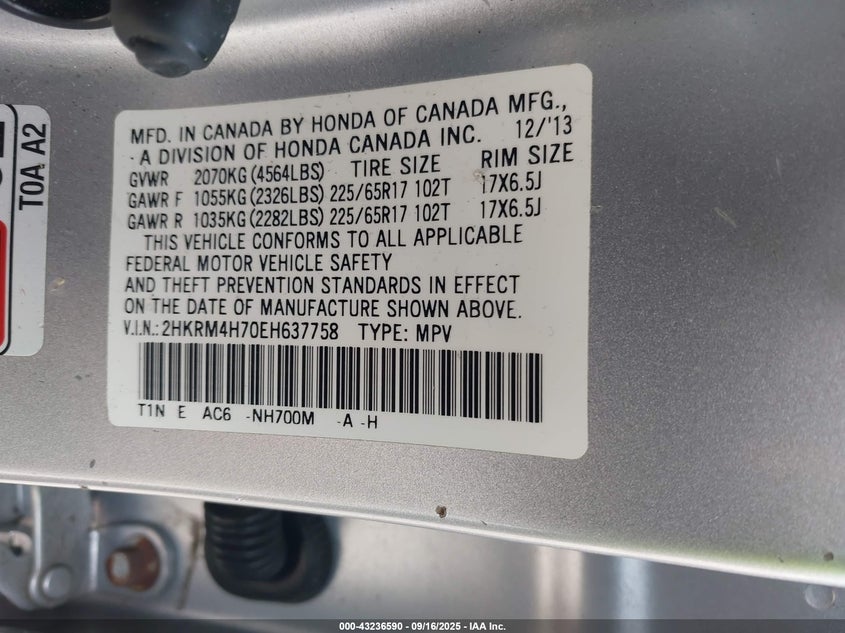 MFD. IN CANADA BY HONDA OF CANADA MFG.,
-A DIVISION OF HONDA CANADA INC. 12/'13
GVWR 2070KG(4564LBS) TIRE SIZE RIM SIZE
GAWR F 1055KG(2326LBS) 225/65R17 102T 17X6.5J
GAWR R 1035KG(2282LBS) 225/65R17 102T 17X6.5J
THIS VEHICLE CONFORMS TO ALL APPLICABLE
FEDERAL MOTOR VEHICLE SAFETY
AND THEFT PREVENTION STANDARDS IN EFFECT
ON THE DATE OF MANUFACTURE SHOWN ABOVE.
V.I.N.: 2HKRM4H70EH637758 TYPE: MPV
T1N E AC6 -NH700M -A -H
T0A A2
000-43236590 - 09/16/2025 - IAA Inc.